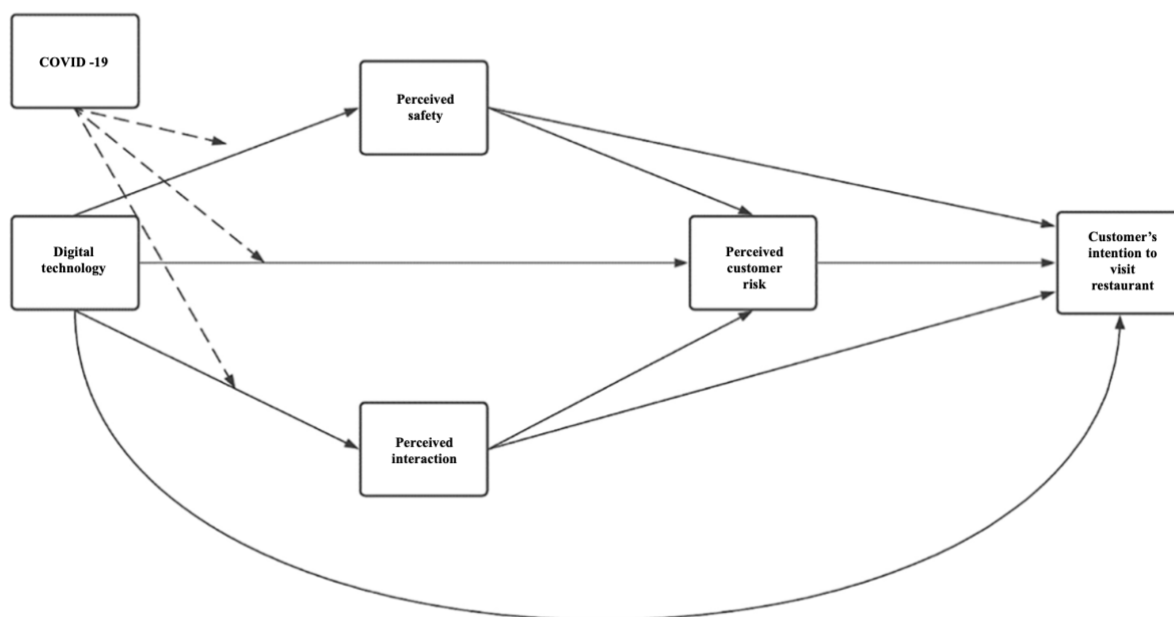 COVID -19
Perceived
safety
Digital
technology
Perceived
customer
risk
Customer's
intention to
visit
restaurant
Perceived
interaction